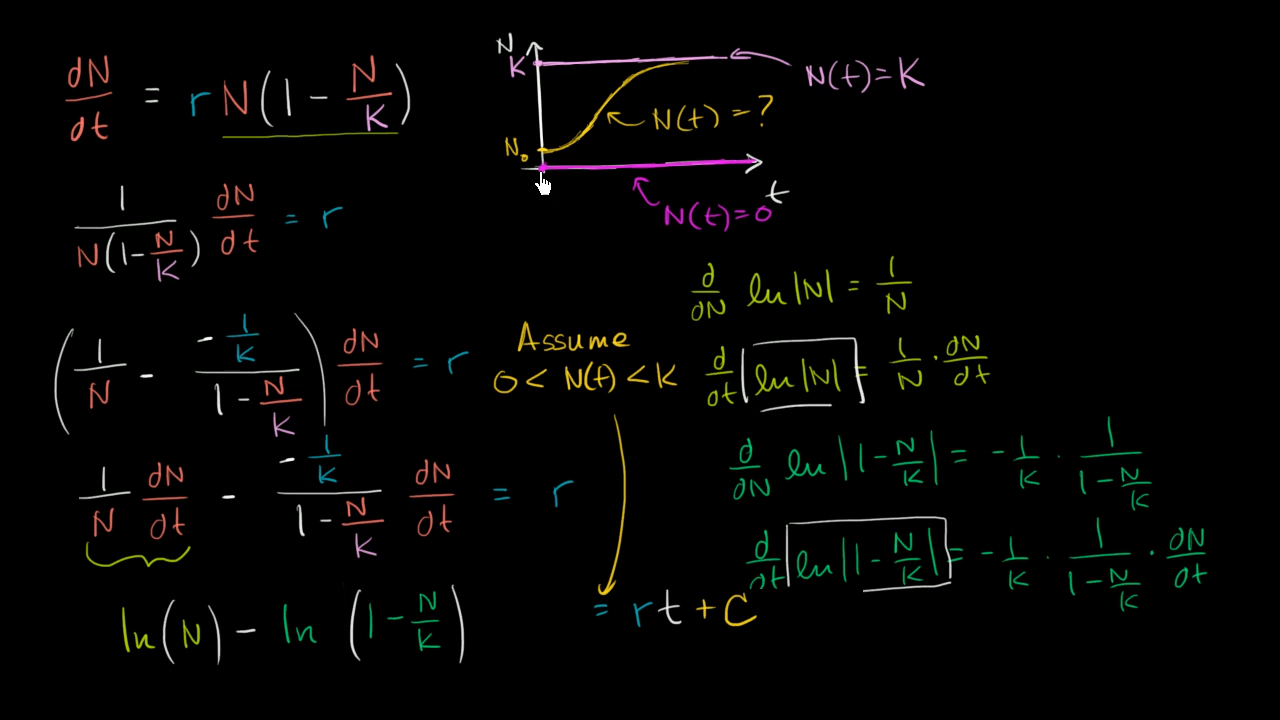 dN/dt = rN(1 - N/K)
1/(N(1 - N/K)) dN/dt = r
(1/N - (-1/K)/(1 - N/K)) dN/dt = r
1/N dN/dt - (-1/K)/(1 - N/K) dN/dt = r
ln(N) - ln(1 - N/K) = rt + C
N
K
N(t) = K
N(t) = ?
N₀
t
N(t) = 0
Assume
0 < N(t) < K
d/dN ln|N| = 1/N
d/dt [ln|N|] = 1/N · dN/dt
d/dN ln|1 - N/K| = -1/K · 1/(1 - N/K)
d/dt [ln|1 - N/K|] = -1/K · 1/(1 - N/K) · dN/dt